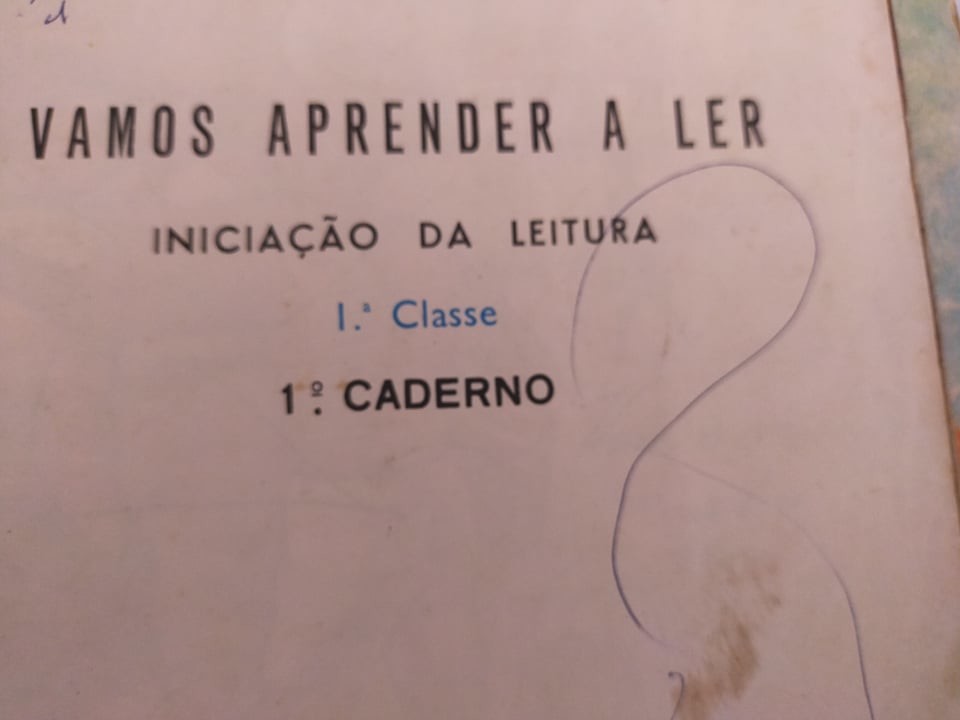 VAMOS APRENDER A LER
INICIAÇÃO DA LEITURA
1.ª Classe
1.º CADERNO